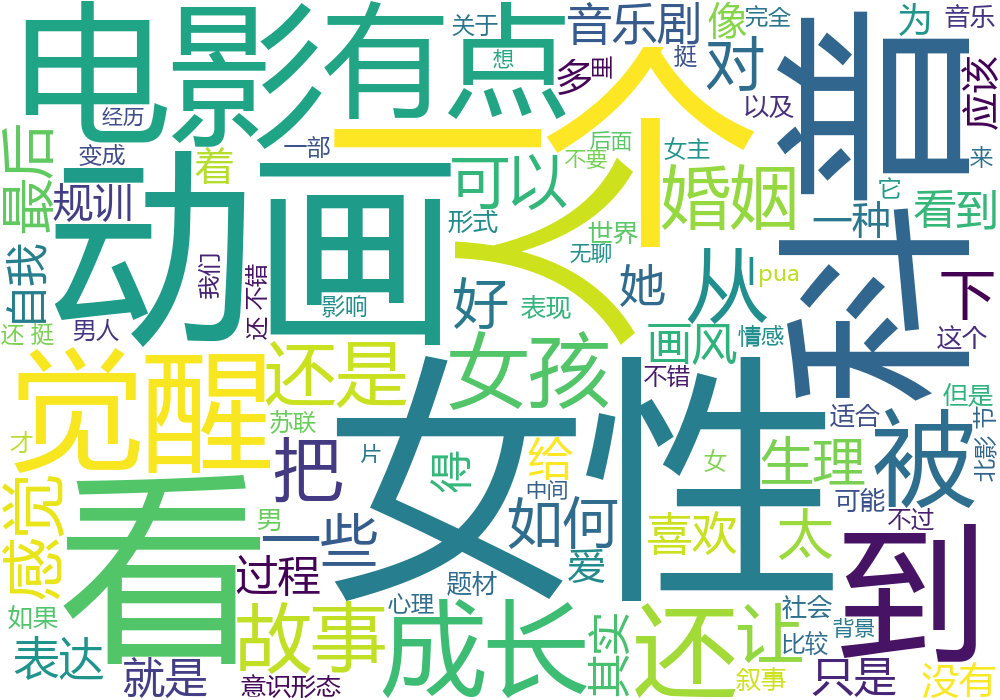 电影
有点
关于
想
音乐剧
多
里
像
挺
完全
为
音乐
对
应该
以及
经历
一部
变成
规训
着
最后
动画
一个
人
后面
不要
女主
可以
形式
婚姻
科普
来
它
一种
看到
世界
无聊
自我
我们
还 不错
影响
男人
还 挺
好
表现
她
从
pua
下
画风
情感
这个
不错
觉醒
还是
女孩
女性
苏联
才
把
片
得
给
中间
女
生理
适合
但是
节
北影
被
可能
不过
看
感觉
男
一些
如何
喜欢
太
到
过程
题材
爱
如果
故事
心理
成长
其实
还
让
社会
比较
背景
表达
就是
意识形态
叙事
只是
没有